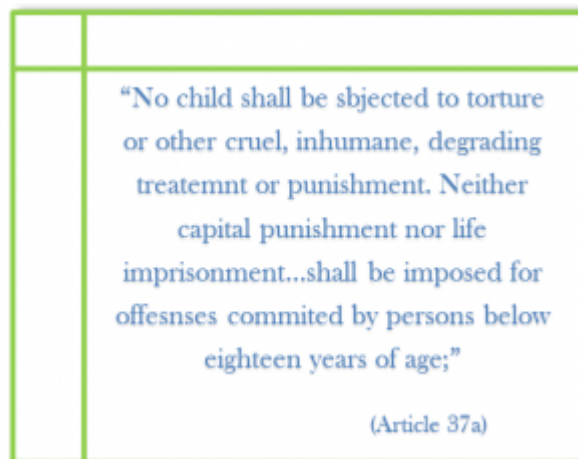 “No child shall be sbjected to torture
or other cruel, inhumane, degrading
treatemnt or punishment. Neither
capital punishment nor life
imprisonment...shall be imposed for
offesnses commited by persons below
eighteen years of age;”
(Article 37a)